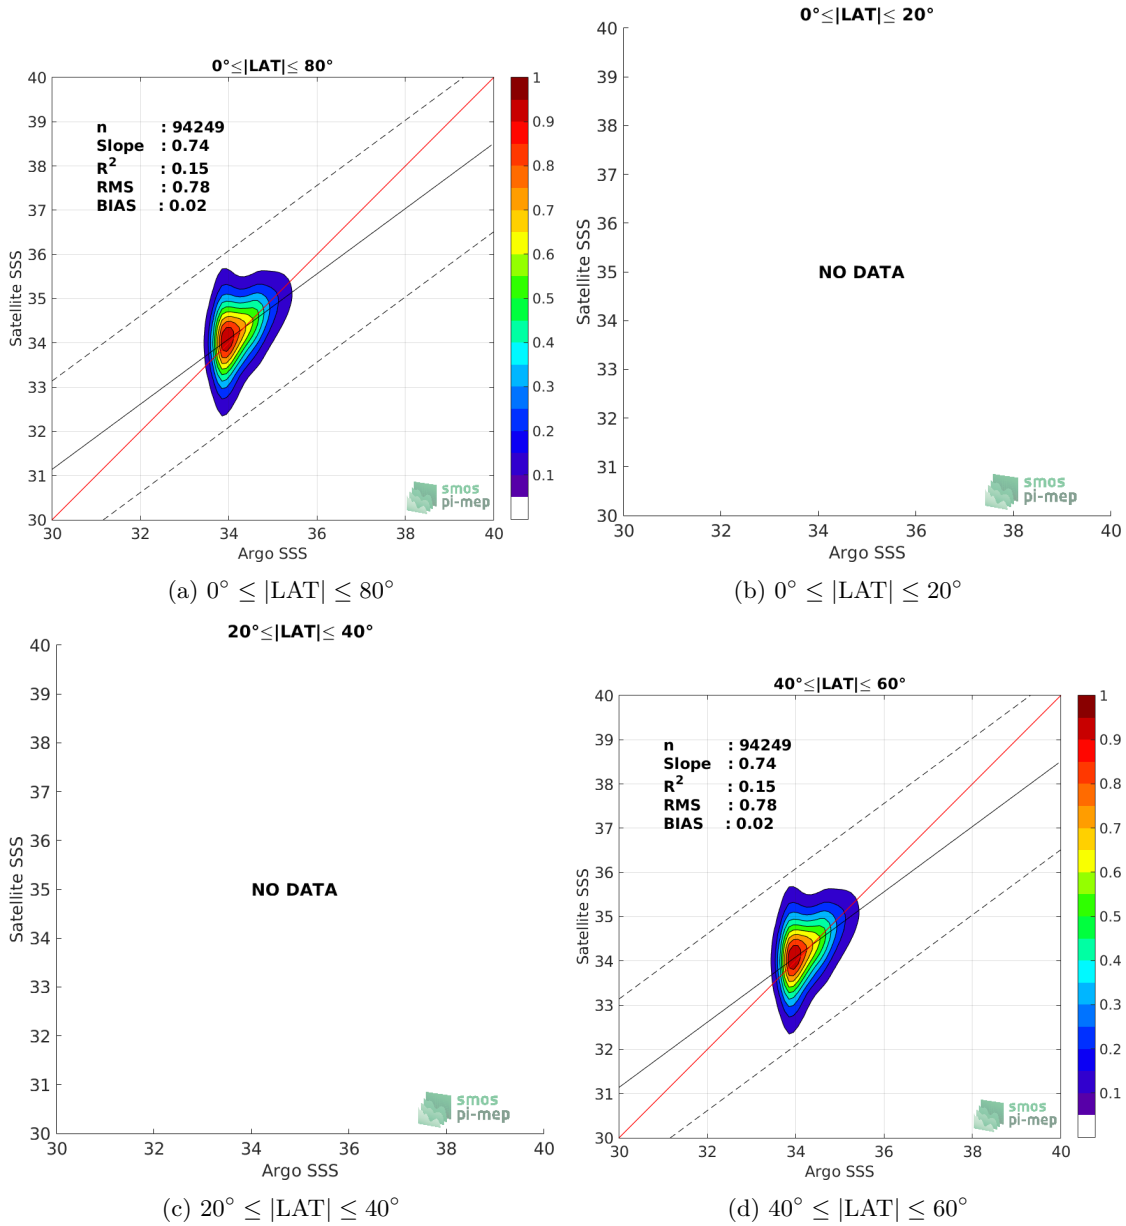 0°≤|LAT|≤ 80°
40
39
38
37
36
35
34
33
32
31
30
Satellite SSS
n : 94249
Slope : 0.74
R² : 0.15
RMS : 0.78
BIAS : 0.02
1
0.9
0.8
0.7
0.6
0.5
0.4
0.3
0.2
0.1
smos
pi-mep
30 32 34 36 38 40
Argo SSS
(a) 0° ≤ |LAT| ≤ 80°
0°≤|LAT|≤ 20°
40
39
38
37
36
35
34
33
32
31
30
Satellite SSS
NO DATA
smos
pi-mep
30 32 34 36 38 40
Argo SSS
(b) 0° ≤ |LAT| ≤ 20°
20°≤|LAT|≤ 40°
40
39
38
37
36
35
34
33
32
31
30
Satellite SSS
NO DATA
smos
pi-mep
30 32 34 36 38 40
Argo SSS
(c) 20° ≤ |LAT| ≤ 40°
40°≤|LAT|≤ 60°
40
39
38
37
36
35
34
33
32
31
30
Satellite SSS
n : 94249
Slope : 0.74
R² : 0.15
RMS : 0.78
BIAS : 0.02
1
0.9
0.8
0.7
0.6
0.5
0.4
0.3
0.2
0.1
smos
pi-mep
30 32 34 36 38 40
Argo SSS
(d) 40° ≤ |LAT| ≤ 60°